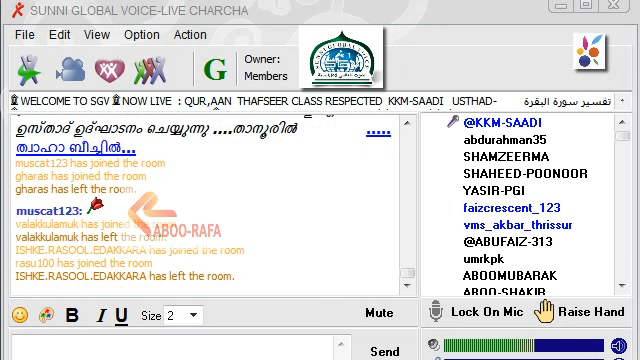 SUNNI GLOBAL VOICE-LIVE CHARCHA
File Edit View Option Action
G
Owner:
Members
WELCOME TO SGV NOW LIVE : QUR,AAN THAFSEER CLASS RESPECTED KKM-SAADI USTHAD- تفسير سورة البقرة
ഉസ്താദ് ഉദ്ഘാടനം ചെയ്യുന്നു ....താനൂരിൽ .....
ത്വാഹാ ബീച്ചിൽ...
muscat123 has joined the room
gharas has joined the room
gharas has left the room.
muscat123:
valakkulamuk has joined the room
valakkulamuk has left the room.
ABOO-RAFA
ISHKE.RASOOL.EDAKKARA has joined the room
rasu100 has joined the room
ISHKE.RASOOL.EDAKKARA has left the room.
@KKM-SAADI
abdurahman35
SHAMZEERMA
SHAHEED-POONOOR
YASIR-PGI
faizcrescent_123
vms_akbar_thrissur
@ABUFAIZ-313
umrkpk
ABOOMUBARAK
ABOO-SHAKIR
B I U Size 2 Mute
Lock On Mic Raise Hand
Send